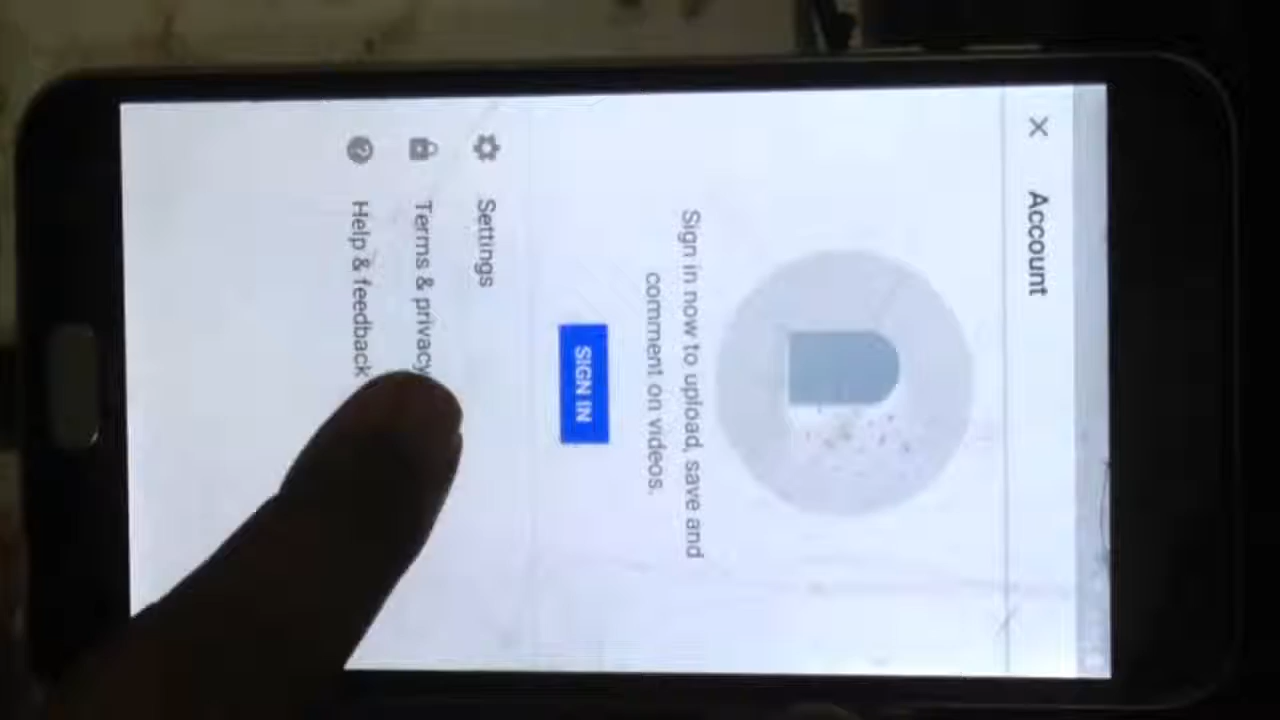 Account
Sign in now to upload, save and
comment on videos.
SIGN IN
Settings
Terms & privacy
Help & feedback